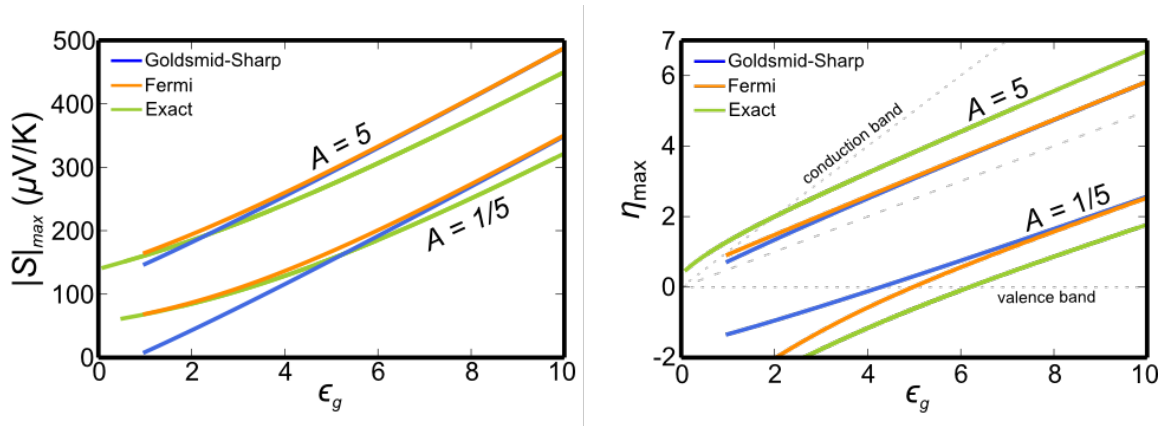 500
400
300
200
100
0
|S|max (μV/K)
Goldsmid-Sharp
Fermi
Exact
A = 5
A = 1/5
0
2
4
6
8
10
ϵg
7
6
4
2
0
-2
ηmax
Goldsmid-Sharp
Fermi
Exact
conduction band
A = 5
A = 1/5
valence band
0
2
4
6
8
10
ϵg